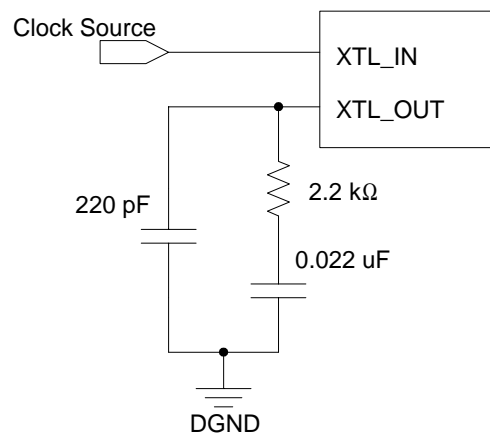 Clock Source
XTL_IN
XTL_OUT
220 pF
2.2 kΩ
0.022 uF
DGND